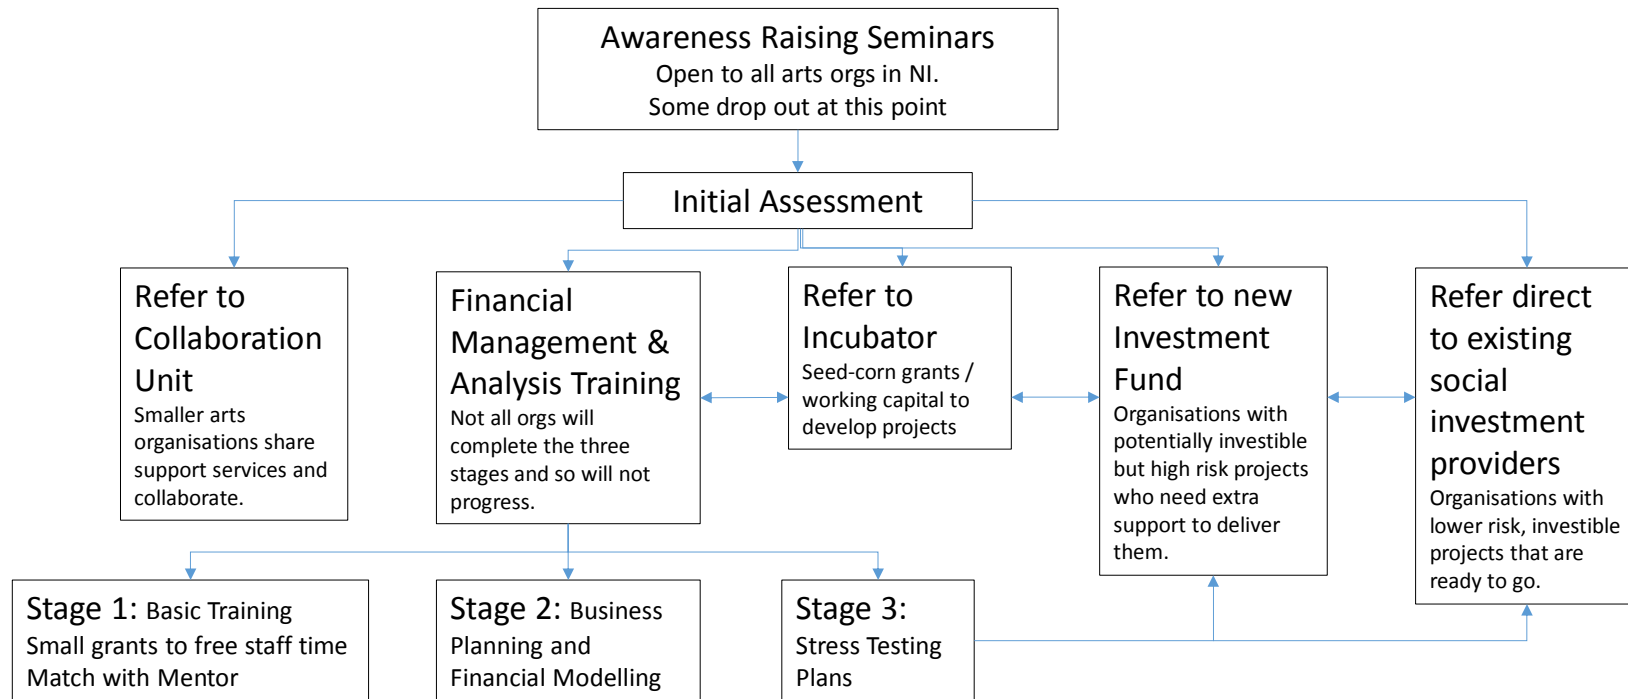 Awareness Raising Seminars
Open to all arts orgs in NI.
Some drop out at this point
Initial Assessment
Refer to
Collaboration
Unit
Smaller arts
organisations share
support services and
collaborate.
Financial
Management &
Analysis Training
Not all orgs will
complete the three
stages and so will not
progress.
Refer to
Incubator
Seed-corn grants /
working capital to
develop projects
Refer to new
Investment
Fund
Organisations with
potentially investible
but high risk projects
who need extra
support to deliver
them.
Refer direct
to existing
social
investment
providers
Organisations with
lower risk, investible
projects that are
ready to go.
Stage 1: Basic Training
Small grants to free staff time
Match with Mentor
Stage 2: Business
Planning and
Financial Modelling
Stage 3:
Stress Testing
Plans